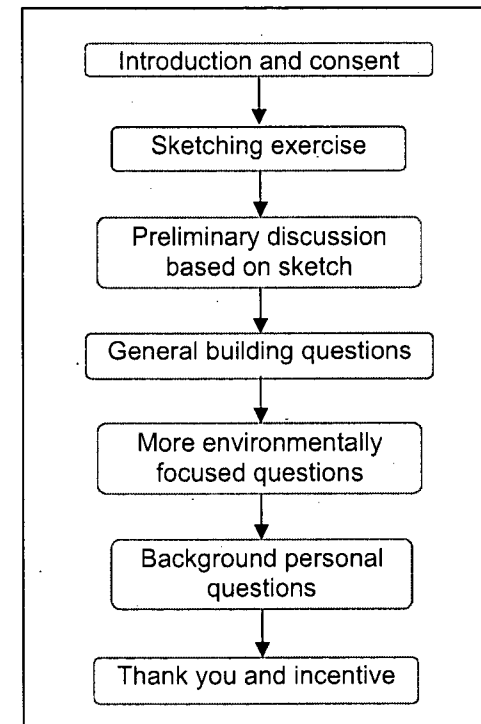 Introduction and consent
Sketching exercise
Preliminary discussion
based on sketch
General building questions
More environmentally
focused questions
Background personal
questions
Thank you and incentive